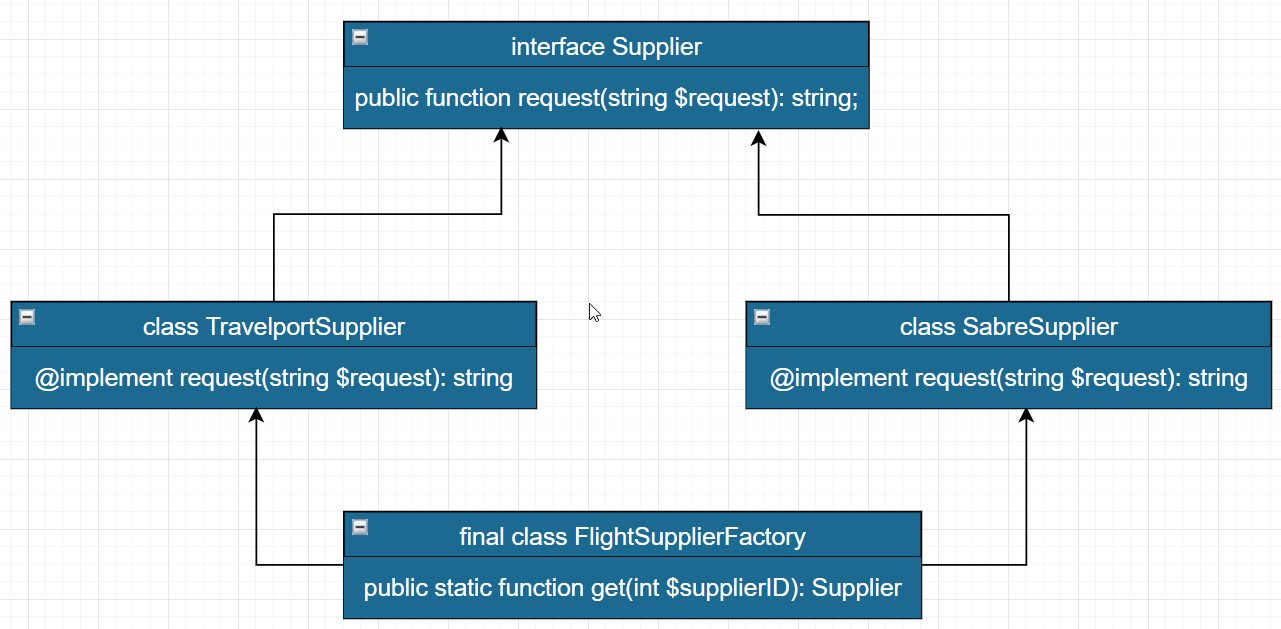 interface Supplier
public function request(string $request): string;
class TravelportSupplier
@implement request(string $request): string
class SabreSupplier
@implement request(string $request): string
final class FlightSupplierFactory
public static function get(int $supplierID): Supplier